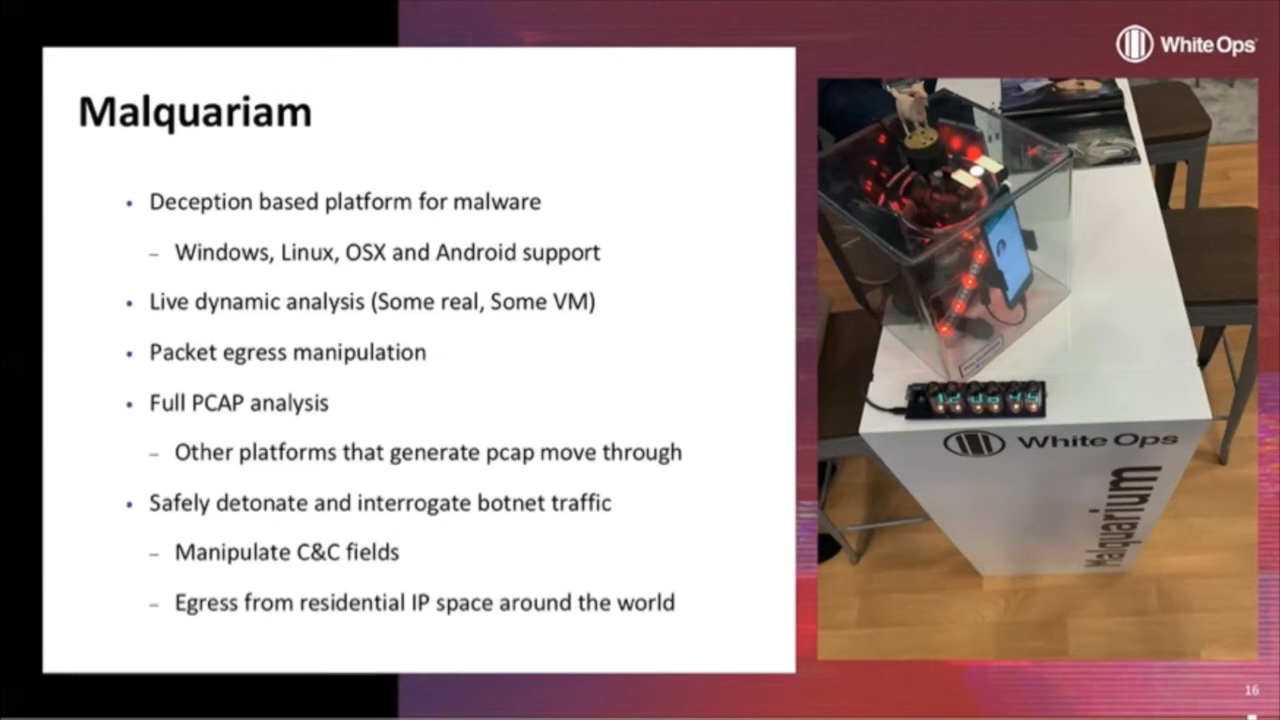 White Ops
Malquariam
Deception based platform for malware
Windows, Linux, OSX and Android support
Live dynamic analysis (Some real, Some VM)
Packet egress manipulation
Full PCAP analysis
Other platforms that generate pcap move through
Safely detonate and interrogate botnet traffic
Manipulate C&C fields
Egress from residential IP space around the world
White Ops
Malquarium
16